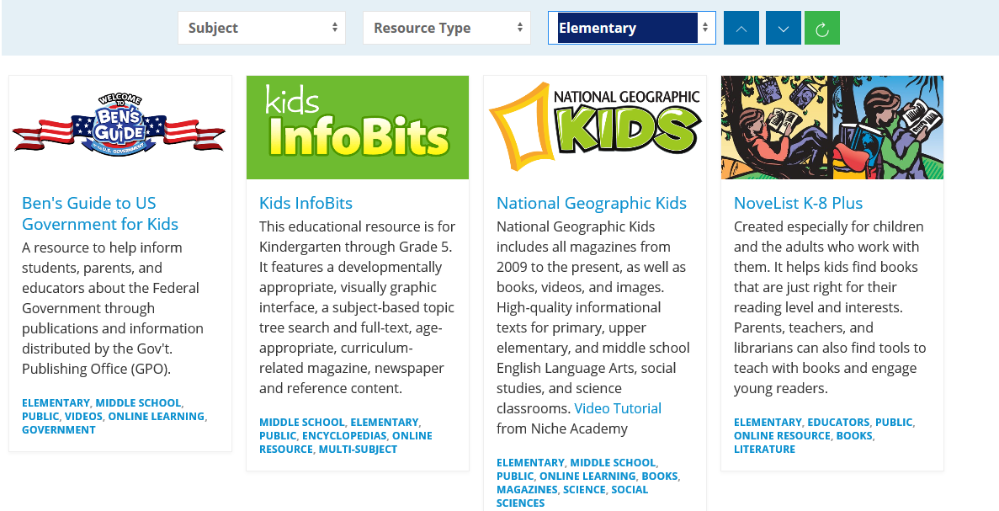 Subject
Resource Type
Elementary
WELCOME
TO
BEN'S
GUIDE
Ben's Guide to US
Government for Kids
A resource to help inform
students, parents, and
educators about the Federal
Government through
publications and information
distributed by the Gov't.
Publishing Office (GPO).
ELEMENTARY, MIDDLE SCHOOL,
PUBLIC, VIDEOS, ONLINE LEARNING,
GOVERNMENT
kids
InfoBits
Kids InfoBits
This educational resource is for
Kindergarten through Grade 5.
It features a developmentally
appropriate, visually graphic
interface, a subject-based topic
tree search and full-text, age-
appropriate, curriculum-
related magazine, newspaper
and reference content.
MIDDLE SCHOOL, ELEMENTARY,
PUBLIC, ENCYCLOPEDIAS, ONLINE
RESOURCE, MULTI-SUBJECT
NATIONAL GEOGRAPHIC
KIDS
National Geographic Kids
National Geographic Kids
includes all magazines from
2009 to the present, as well as
books, videos, and images.
High-quality informational
texts for primary, upper
elementary, and middle school
English Language Arts, social
studies, and science
classrooms. Video Tutorial
from Niche Academy
ELEMENTARY, MIDDLE SCHOOL,
PUBLIC, ONLINE LEARNING, BOOKS,
MAGAZINES, SCIENCE, SOCIAL
SCIENCES
NoveList K-8 Plus
Created especially for children
and the adults who work with
them. It helps kids find books
that are just right for their
reading level and interests.
Parents, teachers, and
librarians can also find tools to
teach with books and engage
young readers.
ELEMENTARY, EDUCATORS, PUBLIC,
ONLINE RESOURCE, BOOKS,
LITERATURE